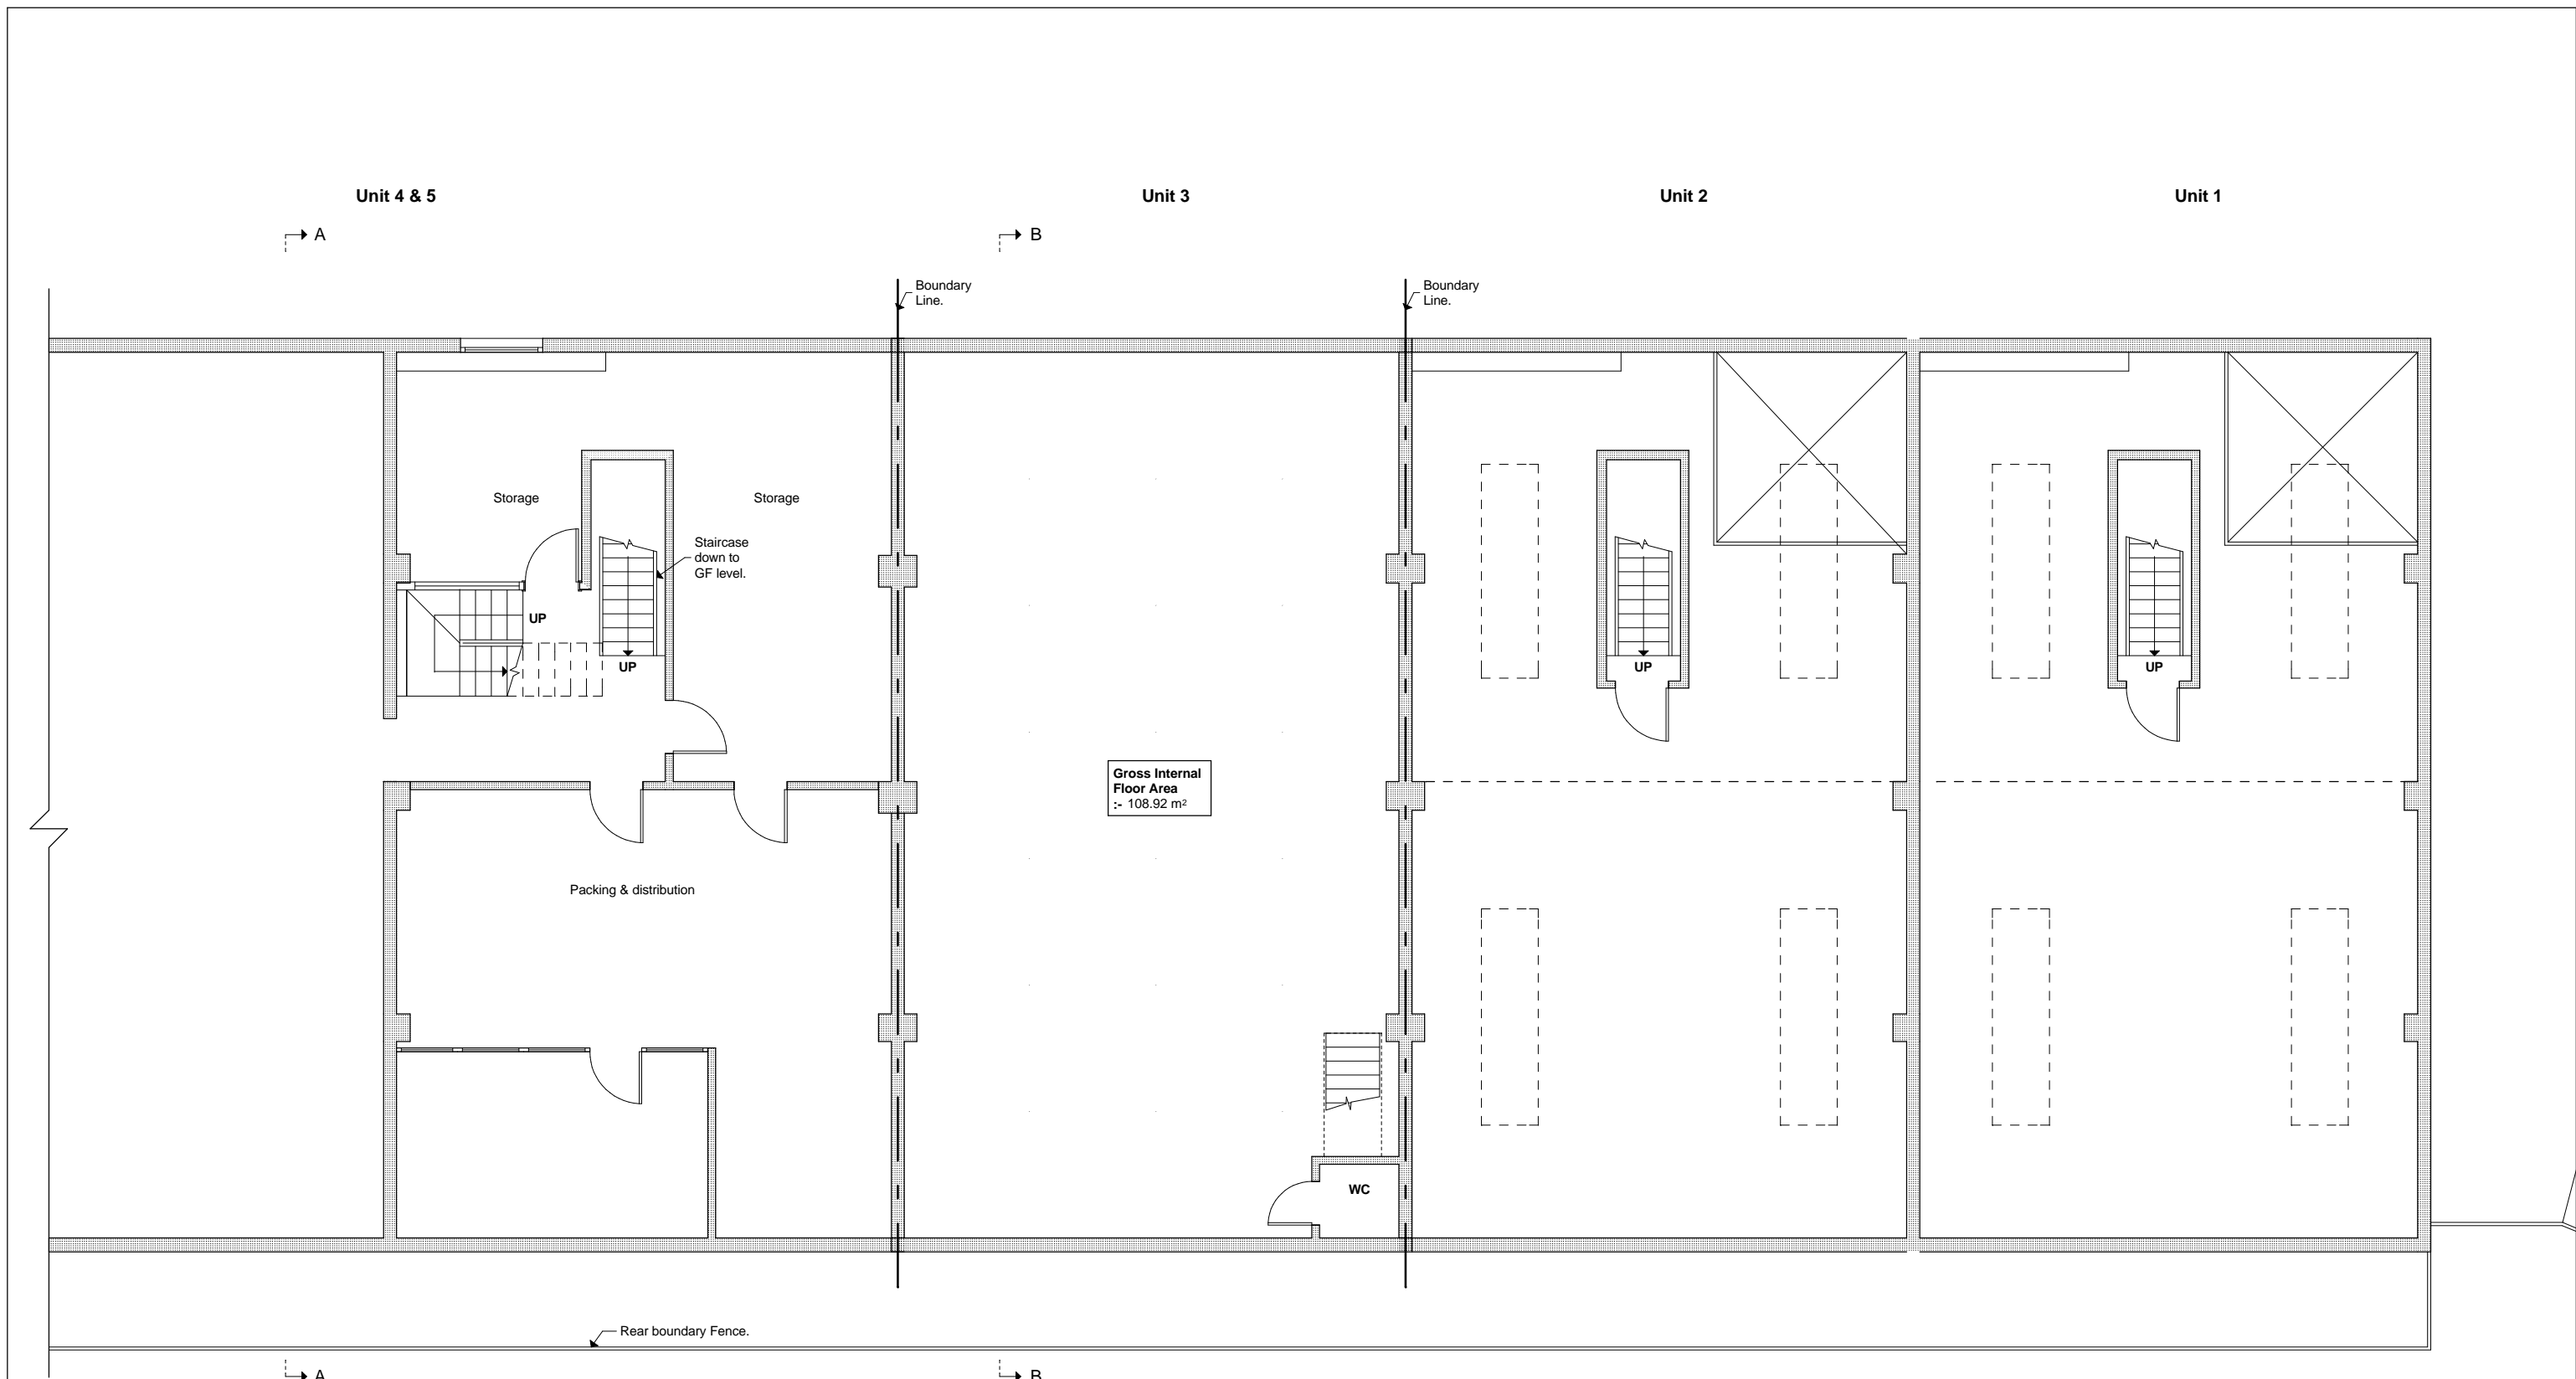 Unit 4 & 5
Unit 3
Unit 2
Unit 1
A
B
Boundary
Line.
Boundary
Line.
Storage
Storage
Staircase
down to
GF level.
UP
UP
UP
UP
Gross Internal
Floor Area
:- 108.92 m²
Packing & distribution
WC
Rear boundary Fence.
A
B